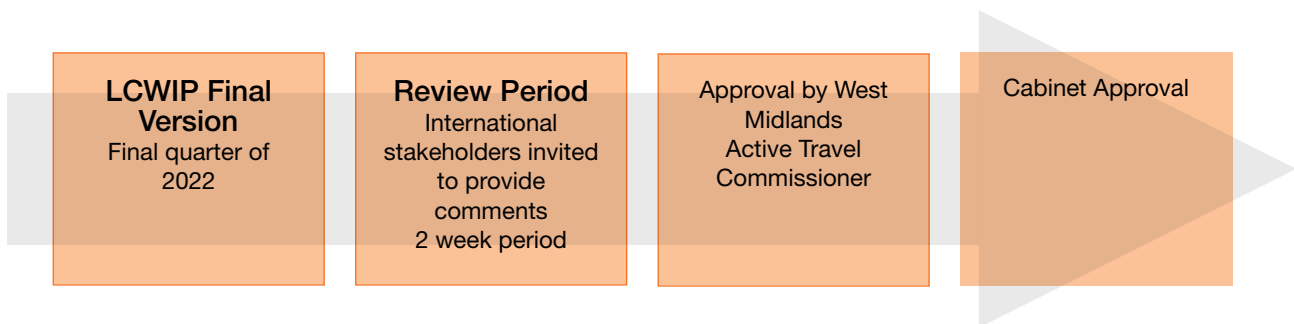 LCWIP Final
Version
Final quarter of
2022
Review Period
International
stakeholders invited
to provide
comments
2 week period
Approval by West
Midlands
Active Travel
Commissioner
Cabinet Approval